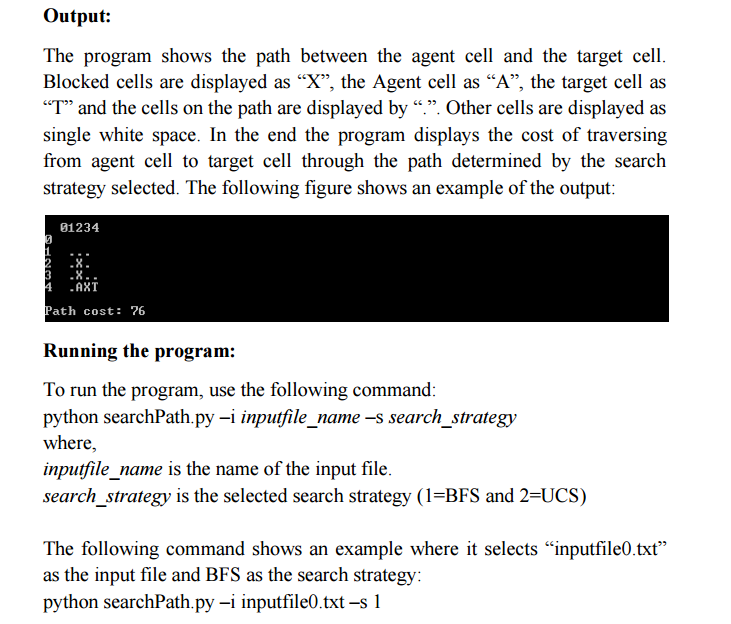 Output:
The program shows the path between the agent cell and the target cell.
Blocked cells are displayed as “X”, the Agent cell as “A”, the target cell as
“T” and the cells on the path are displayed by “.”. Other cells are displayed as
single white space. In the end the program displays the cost of traversing
from agent cell to target cell through the path determined by the search
strategy selected. The following figure shows an example of the output:
  01234
0
1  ...
2  .X.
3  .X..
4  .AXT
Path cost: 76
Running the program:
To run the program, use the following command:
python searchPath.py –i inputfile_name –s search_strategy
where,
inputfile_name is the name of the input file.
search_strategy is the selected search strategy (1=BFS and 2=UCS)
The following command shows an example where it selects “inputfile0.txt”
as the input file and BFS as the search strategy:
python searchPath.py –i inputfile0.txt –s 1